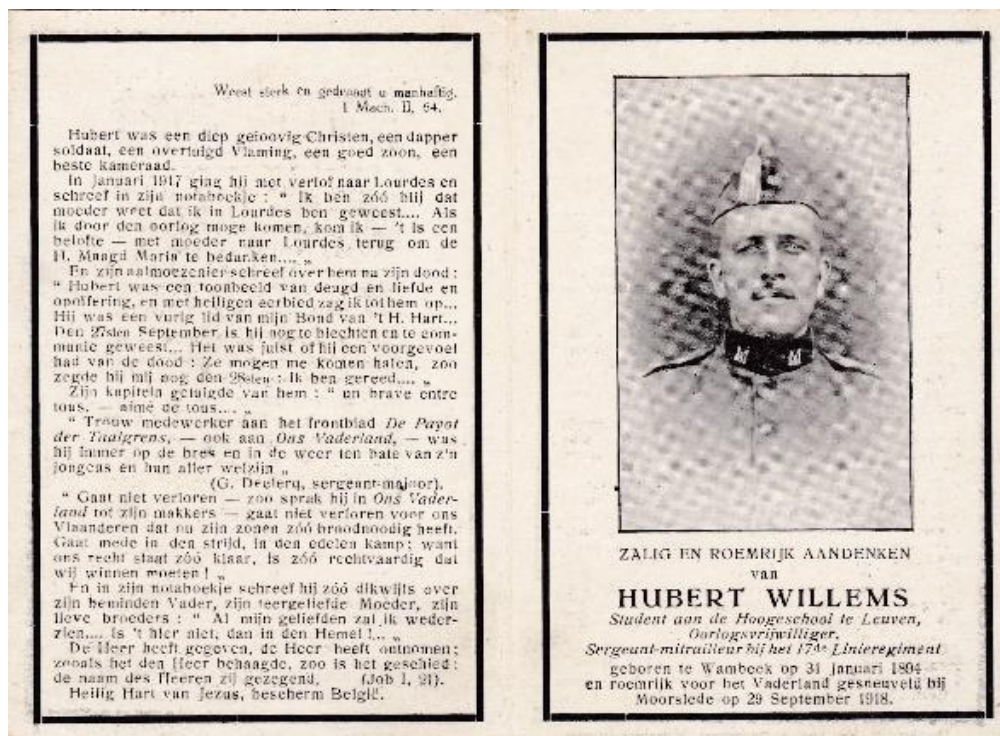 Weest sterk en gedraagt u manhaftig.
I Mach. II, 64.
Hubert was een diep geloovig Christen, een dapper
soldaat, een overtuigd Vlaming, een goed zoon, een
beste kameraad.
In Januari 1917 ging hij met verlof naar Lourdes en
schreef in zijn notaboekje : “ Ik ben zóó blij dat
moeder weet dat ik in Lourdes ben geweest.... Als
ik door den oorlog moge komen, kom ik — 't is een
belofte — met moeder naar Lourdes terug om de
H. Maagd Maria te bedanken.... „
En zijn aalmoezenier schreef over hem na zijn dood :
“ Hubert was een toonbeeld van deugd en liefde en
opoffering, en met heiligen eerbied zag ik tot hem op...
Hij was een vurig lid van mijn Bond van 't H. Hart...
Den 27sten September is hij nog te biechten en te com-
munie geweest... Het was juist of hij een voorgevoel
had van de dood : Ze mogen me komen halen, zoo
zegde hij mij nog den 28sten : Ik ben gereed.... „
Zijn kapitein getuigde van hem : “ un brave entre
tous, — aimé de tous.... „
“ Trouw medewerker aan het frontblad De Payot
der Taalgrens, — ook aan Ons Vaderland, — was
hij immer op de bres en in de weer ten bate van z'n
jongens en hun aller welzijn „
(G. Declerq, sergeant-majoor).
“ Gaat niet verloren — zoo sprak hij in Ons Vader-
land tot zijn makkers — gaat niet verloren voor ons
Vlaanderen dat nu zijn zonen zóó broodnoodig heeft.
Gaat mede in den strijd, in den edelen kamp ; want
ons recht staat zóó klaar, is zóó rechtvaardig dat
wij winnen moeten ! „
En in zijn notaboekje schreef hij zóó dikwijls over
zijn beminden Vader, zijn teergeliefde Moeder, zijn
lieve broeders : “ Al mijn geliefden zal ik weder-
zien.... is 't hier niet, dan in den Hemel !... „
De Heer heeft gegeven, de Heer heeft ontnomen ;
zooals het den Heer behaagde, zoo is het geschied :
de naam des Heeren zij gezegend. (Job I, 21).
Heilig Hart van Jezus, bescherm België.
ZALIG EN ROEMRIJK AANDENKEN
van
HUBERT WILLEMS
Student aan de Hoogeschool te Leuven,
Oorlogsvrijwilliger,
Sergeant-mitrailleur bij het 17de Linieregiment
geboren te Wambeek op 31 Januari 1894
en roemrijk voor het Vaderland gesneuveld bij
Moorslede op 29 September 1918.